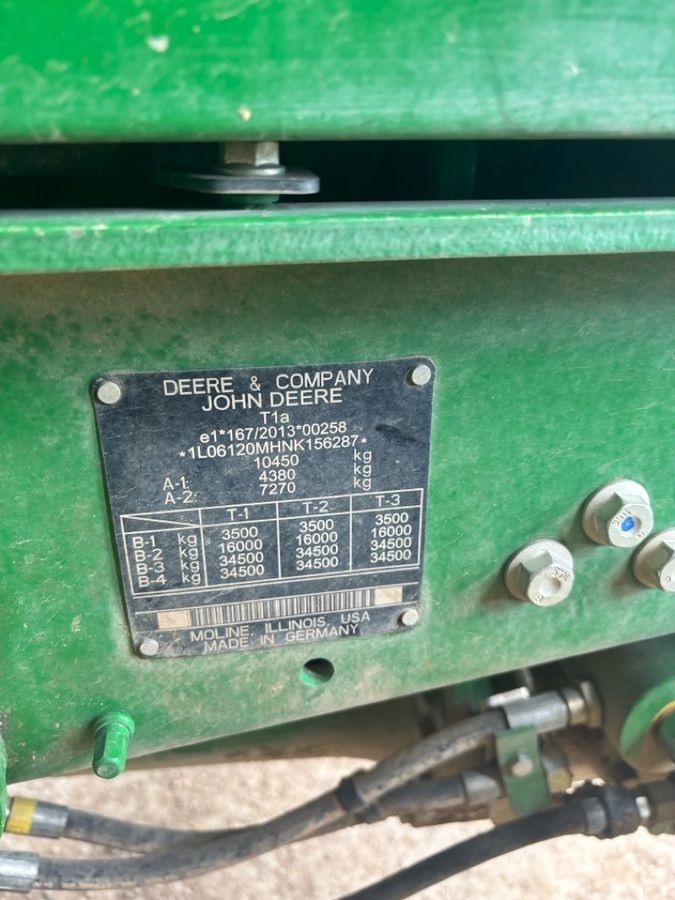 DEERE & COMPANY
JOHN DEERE
T1a
e1*167/2013*00258
*1L06120MHNK156287*
10450 kg
A-1: 4380 kg
A-2: 7270 kg
T-1 T-2 T-3
B-1 kg 3500 3500 3500
B-2 kg 16000 16000 16000
B-3 kg 34500 34500 34500
B-4 kg 34500 34500 34500
MOLINE, ILLINOIS, USA
MADE IN GERMANY